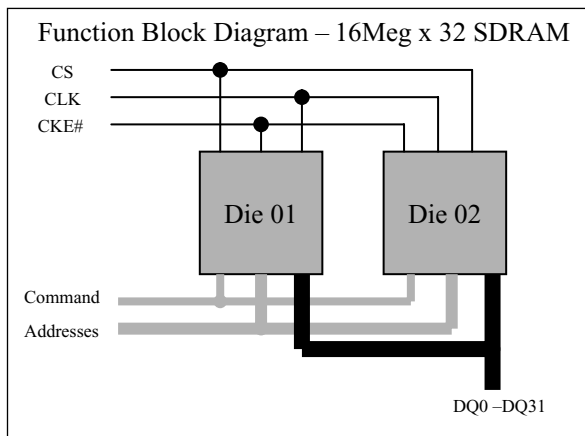 Function Block Diagram – 16Meg x 32 SDRAM
CS
CLK
CKE#
Die 01
Die 02
Command
Addresses
DQ0 –DQ31